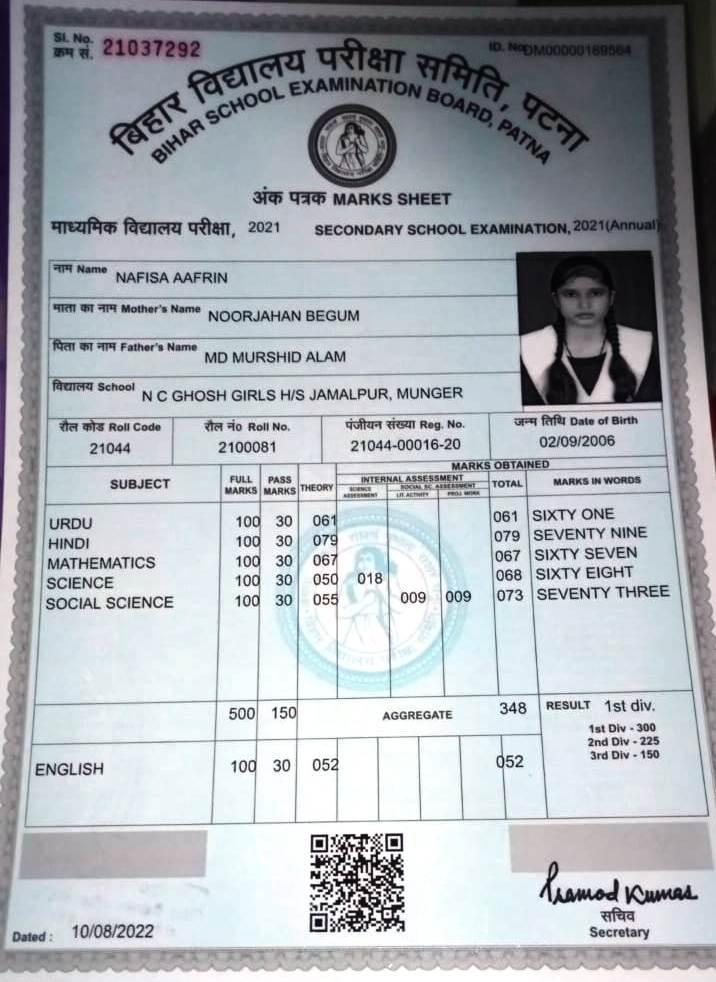 Sl. No.
क्रम सं. 21037292
ID. No DM00000189564
बिहार विद्यालय परीक्षा समिति, पटना
BIHAR SCHOOL EXAMINATION BOARD, PATNA
अंक पत्रक MARKS SHEET
माध्यमिक विद्यालय परीक्षा, 2021 SECONDARY SCHOOL EXAMINATION, 2021(Annual)
नाम Name NAFISA AAFRIN
माता का नाम Mother's Name NOORJAHAN BEGUM
पिता का नाम Father's Name MD MURSHID ALAM
विद्यालय School N C GHOSH GIRLS H/S JAMALPUR, MUNGER
रौल कोड Roll Code रौल नं० Roll No. पंजीयन संख्या Reg. No. जन्म तिथि Date of Birth
21044 2100081 21044-00016-20 02/09/2006
MARKS OBTAINED
SUBJECT FULL MARKS PASS MARKS THEORY INTERNAL ASSESSMENT TOTAL MARKS IN WORDS
SCIENCE ASSESSMENT SOCIAL SC. ASSESSMENT
LIT. ACTIVITY PROJ. WORK
URDU 100 30 061 061 SIXTY ONE
HINDI 100 30 079 079 SEVENTY NINE
MATHEMATICS 100 30 067 067 SIXTY SEVEN
SCIENCE 100 30 050 018 068 SIXTY EIGHT
SOCIAL SCIENCE 100 30 055 009 009 073 SEVENTY THREE
500 150 AGGREGATE 348 RESULT 1st div.
1st Div - 300
2nd Div - 225
3rd Div - 150
ENGLISH 100 30 052 052
Pramod Kumar
सचिव
Secretary
Dated : 10/08/2022